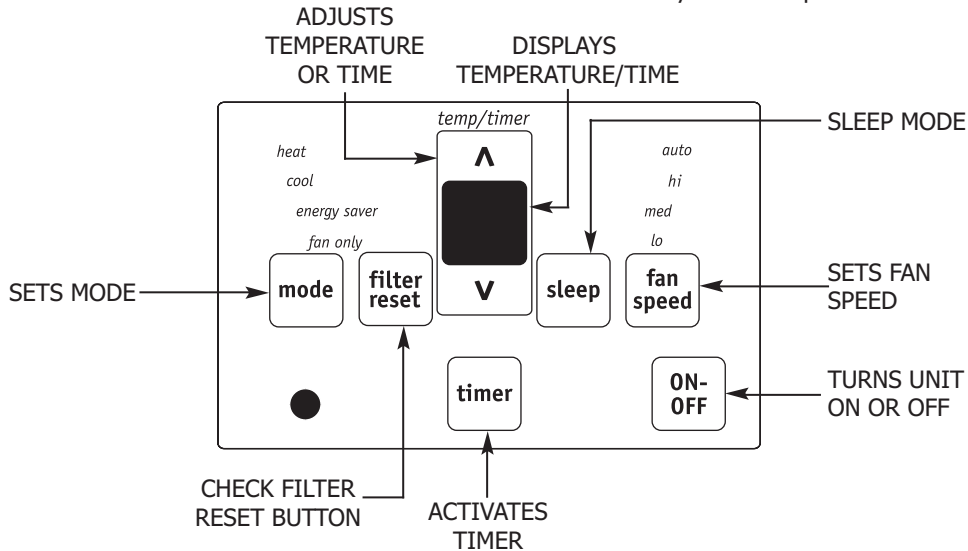 ADJUSTS
TEMPERATURE
OR TIME
DISPLAYS
TEMPERATURE/TIME
SLEEP MODE
temp/timer
heat
cool
energy saver
fan only
auto
hi
med
lo
SETS MODE
mode
filter
reset
sleep
fan
speed
SETS FAN
SPEED
timer
ON-
OFF
TURNS UNIT
ON OR OFF
CHECK FILTER
RESET BUTTON
ACTIVATES
TIMER